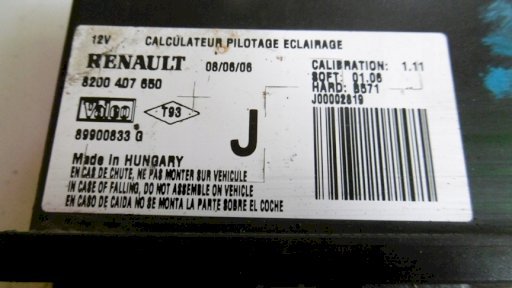 12V CALCULATEUR PILOTAGE ECLAIRAGE
RENAULT 06/06/06
8200 407 650
CALIBRATION: 1.11
SOFT: 01.06
HARD: 8571
J00002819
Valeo T93
89900633 G
J
Made in HUNGARY
EN CAS DE CHUTE, NE PAS MONTER SUR VEHICULE
IN CASE OF FALLING, DO NOT ASSEMBLE ON VEHICLE
EN CASO DE CAIDA NO SE MONTA LA PARTE SOBRE EL COCHE